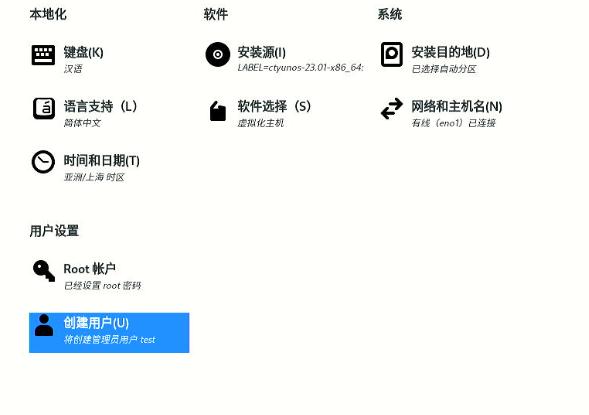 本地化
键盘(K)
汉语
语言支持（L）
简体中文
时间和日期(T)
亚洲/上海 时区
软件
安装源(I)
LABEL=ctyunos-23.01-x86_64:
软件选择（S）
虚拟化主机
系统
安装目的地(D)
已选择自动分区
网络和主机名(N)
有线（eno1）已连接
用户设置
Root 帐户
已经设置 root 密码
创建用户(U)
将创建管理员用户 test